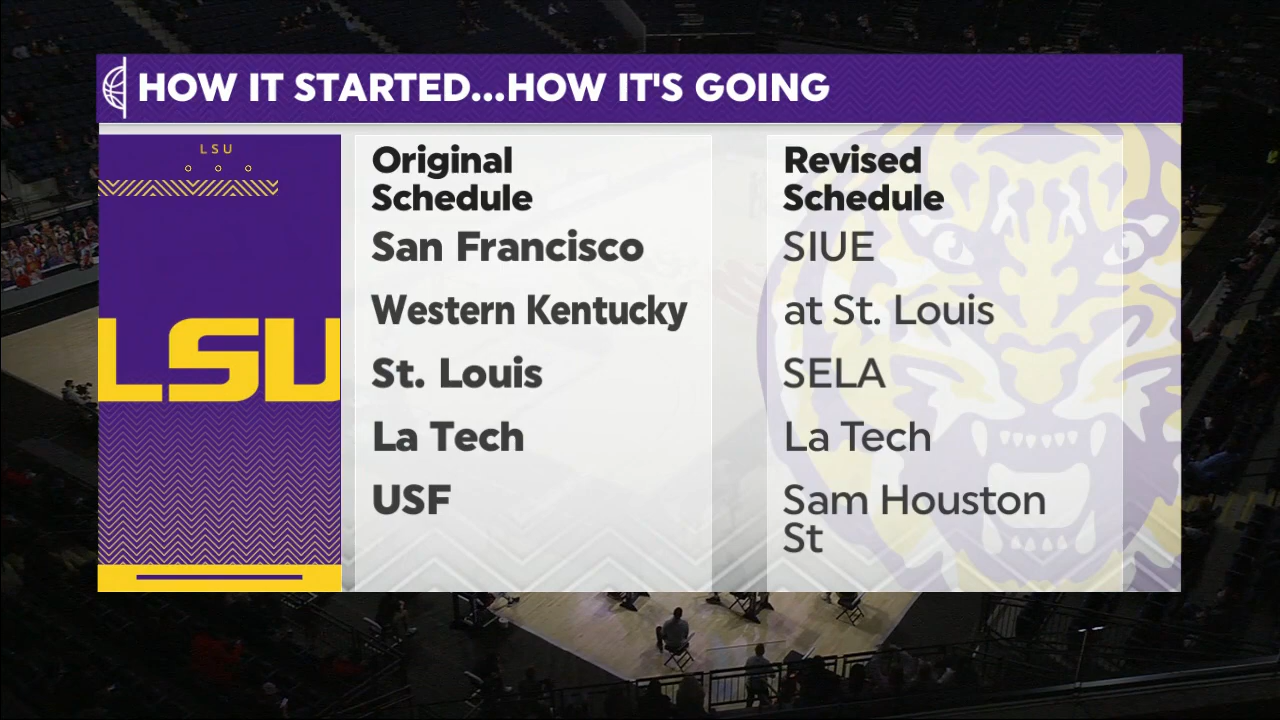 HOW IT STARTED...HOW IT'S GOING
LSU
LSU
Original
Schedule
San Francisco
Western Kentucky
St. Louis
La Tech
USF
Revised
Schedule
SIUE
at St. Louis
SELA
La Tech
Sam Houston
St